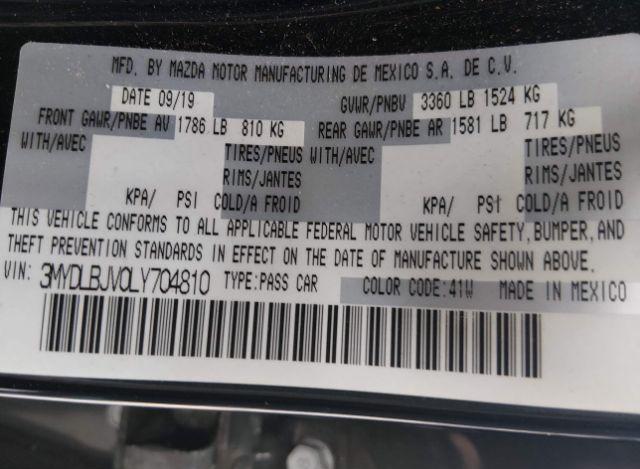 MFD. BY MAZDA MOTOR MANUFACTURING DE MEXICO S.A. DE C.V.
DATE 09/19 GVWR/PNBV 3360 LB 1524 KG
FRONT GAWR/PNBE AV 1786 LB 810 KG REAR GAWR/PNBE AR 1581 LB 717 KG
WITH/AVEC TIRES/PNEUS WITH/AVEC TIRES/PNEUS
RIMS/JANTES RIMS/JANTES
KPA/ PSI COLD/A FROID KPA/ PSI COLD/A FROID
THIS VEHICLE CONFORMS TO ALL APPLICABLE FEDERAL MOTOR VEHICLE SAFETY, BUMPER, AND
THEFT PREVENTION STANDARDS IN EFFECT ON THE DATE OF MANUFACTURE SHOWN ABOVE.
VIN: 3MYDLBJV0LY704810 TYPE:PASS CAR COLOR CODE:41W MADE IN MEXICO